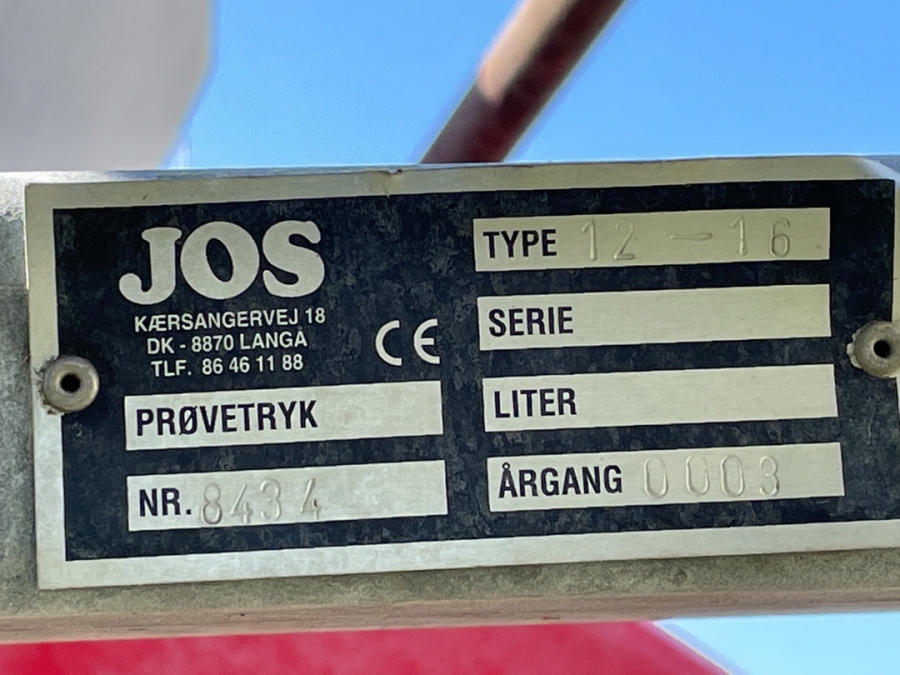 JOS
KÆRSANGERVEJ 18
DK - 8870 LANGÅ
TLF. 86 46 11 88
CE
PRØVETRYK
NR. 8434
TYPE 12-16
SERIE
LITER
ÅRGANG 0003